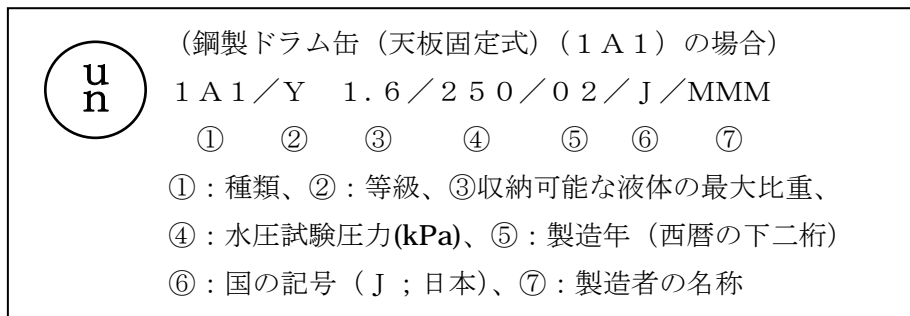 u
n
（鋼製ドラム缶（天板固定式）（１Ａ１）の場合）
１Ａ１／Y　１.６／２５０／０２／Ｊ／MMM
①　②　③　④　⑤　⑥　⑦
①：種類、②：等級、③収納可能な液体の最大比重、
④：水圧試験圧力(kPa)、⑤：製造年（西暦の下二桁）
⑥：国の記号（Ｊ；日本）、⑦：製造者の名称